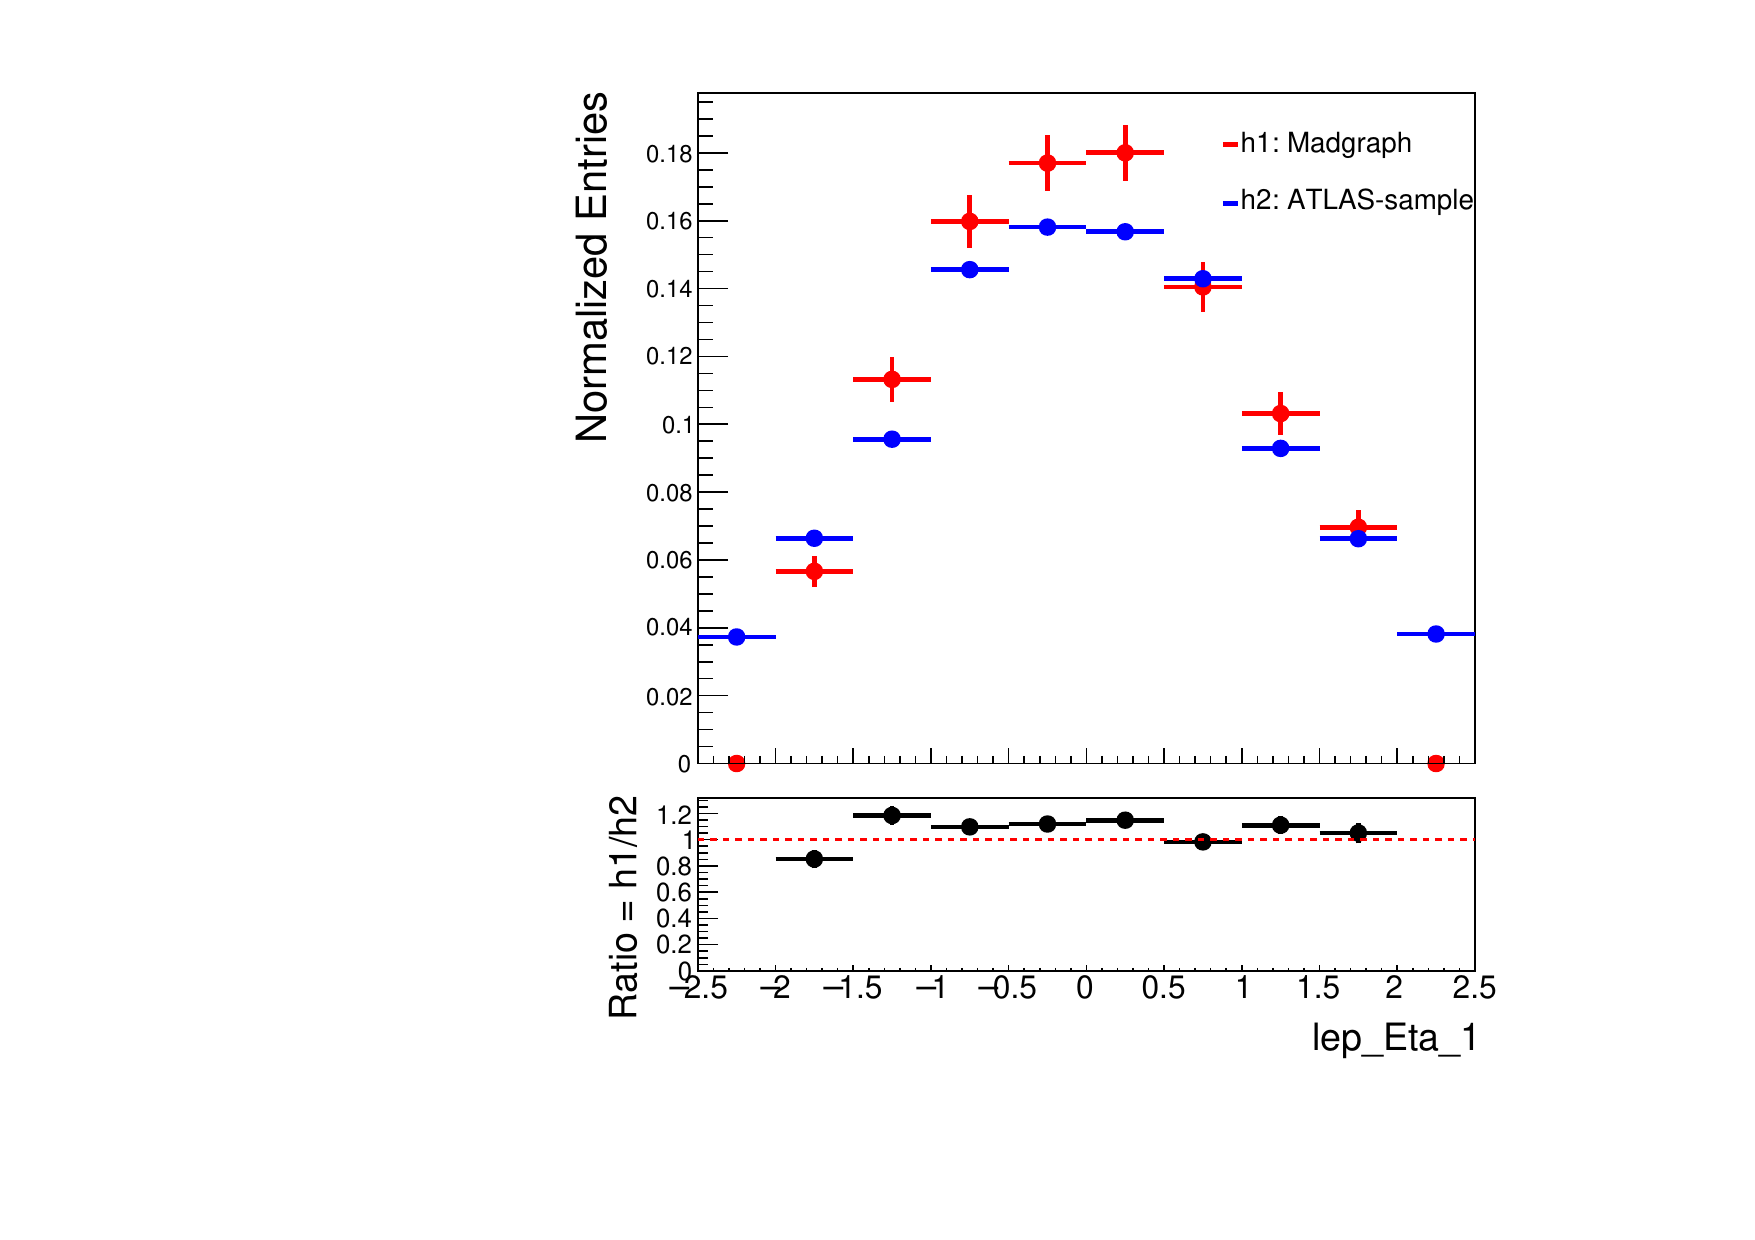 Normalized Entries
h1: Madgraph
h2: ATLAS-sample
0.18
0.16
0.14
0.12
0.1
0.08
0.06
0.04
0.02
0
Ratio = h1/h2
1.2
1
0.8
0.6
0.4
0.2
0
−2.5 −2 −1.5 −1 −0.5 0 0.5 1 1.5 2 2.5
lep_Eta_1